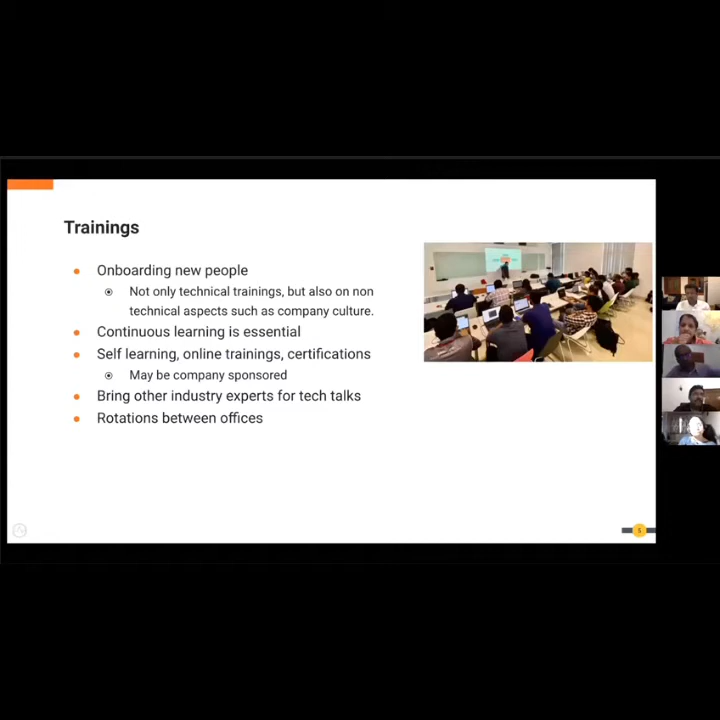 Trainings
Onboarding new people
Not only technical trainings, but also on non
technical aspects such as company culture.
Continuous learning is essential
Self learning, online trainings, certifications
May be company sponsored
Bring other industry experts for tech talks
Rotations between offices
5